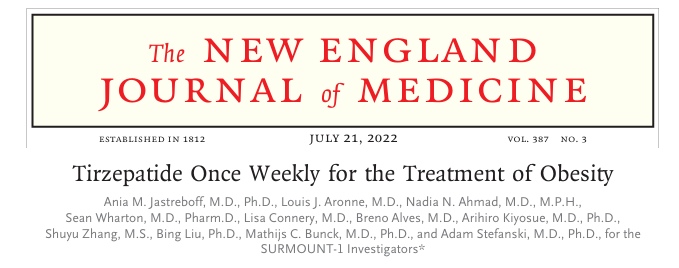 The NEW ENGLAND
JOURNAL of MEDICINE
ESTABLISHED IN 1812 JULY 21, 2022 VOL. 387 NO. 3
Tirzepatide Once Weekly for the Treatment of Obesity
Ania M. Jastreboff, M.D., Ph.D., Louis J. Aronne, M.D., Nadia N. Ahmad, M.D., M.P.H.,
Sean Wharton, M.D., Pharm.D., Lisa Connery, M.D., Breno Alves, M.D., Arihiro Kiyosue, M.D., Ph.D.,
Shuyu Zhang, M.S., Bing Liu, Ph.D., Mathijs C. Bunck, M.D., Ph.D., and Adam Stefanski, M.D., Ph.D., for the
SURMOUNT-1 Investigators*